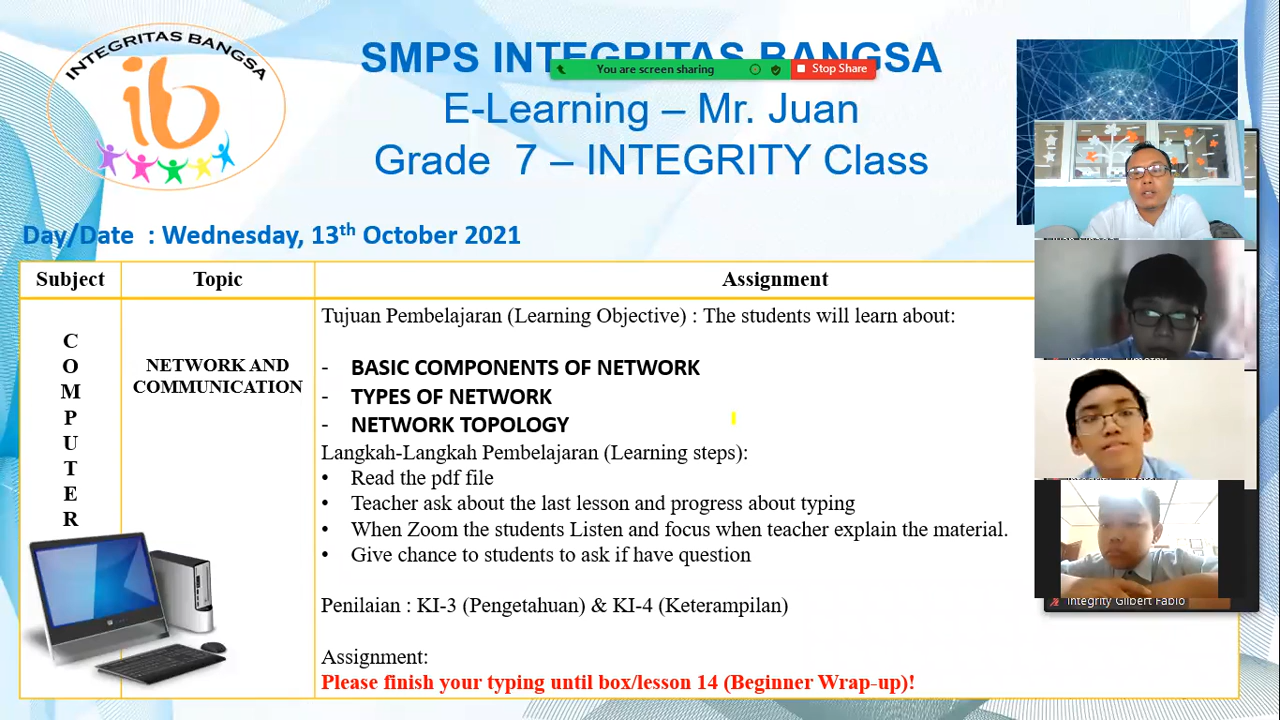 INTEGRITAS BANGSA
ib
SMPS INTEGRITAS BANGSA
You are screen sharing
Stop Share
E-Learning – Mr. Juan
Grade 7 – INTEGRITY Class
Day/Date : Wednesday, 13th October 2021
Subject Topic Assignment
COMPUTER
NETWORK AND
COMMUNICATION
Tujuan Pembelajaran (Learning Objective) : The students will learn about:
- BASIC COMPONENTS OF NETWORK
- TYPES OF NETWORK
- NETWORK TOPOLOGY
Langkah-Langkah Pembelajaran (Learning steps):
• Read the pdf file
• Teacher ask about the last lesson and progress about typing
• When Zoom the students Listen and focus when teacher explain the material.
• Give chance to students to ask if have question
Penilaian : KI-3 (Pengetahuan) & KI-4 (Keterampilan)
Assignment:
Please finish your typing until box/lesson 14 (Beginner Wrap-up)!
Integrity Gilbert Fabio